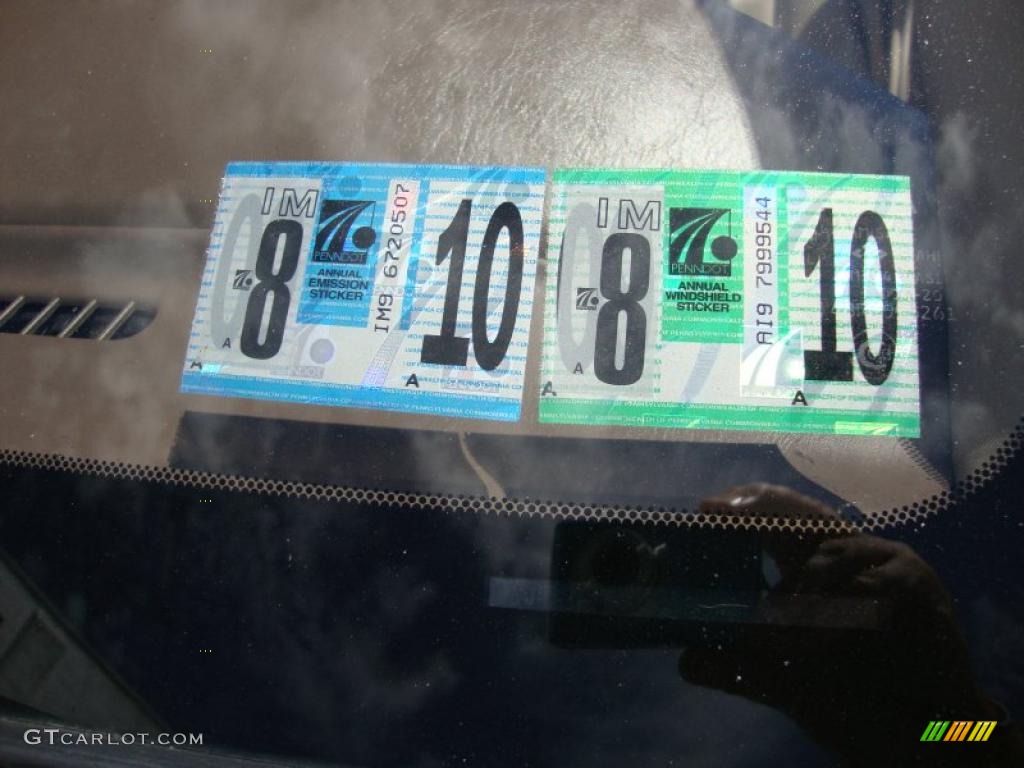 IM
8
PENNDOT
ANNUAL
EMISSION
STICKER
IM9 6720507
10
A
A
A
IM
8
PENNDOT
ANNUAL
WINDSHIELD
STICKER
AI9 7999544
10
A
A
A
GTCARLOT.COM